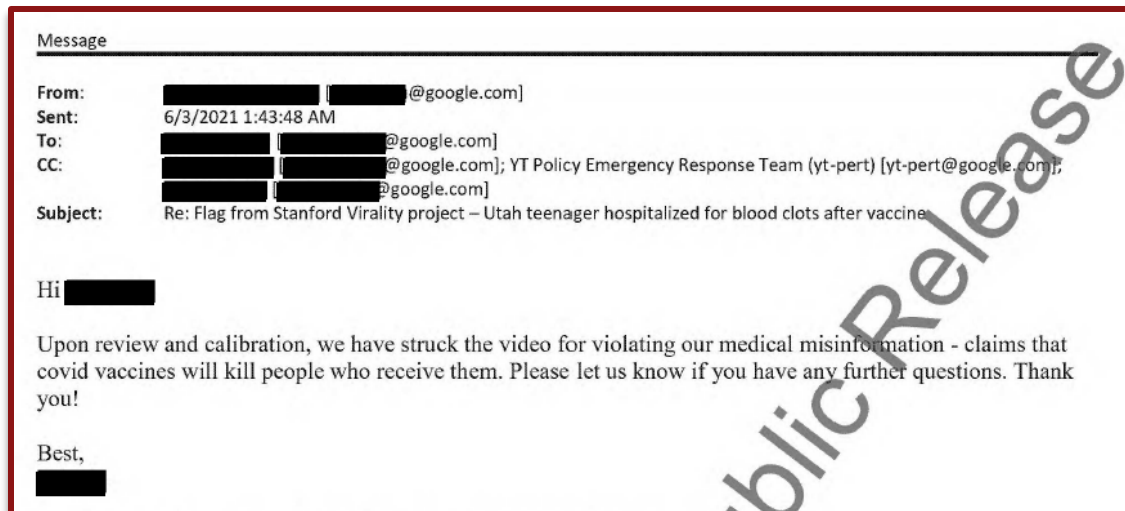 Message
From: [@google.com]
Sent: 6/3/2021 1:43:48 AM
To: [@google.com]
CC: [@google.com]; YT Policy Emergency Response Team (yt-pert) [yt-pert@google.com];
[@google.com]
Subject: Re: Flag from Stanford Virality project – Utah teenager hospitalized for blood clots after vaccine
Hi
Upon review and calibration, we have struck the video for violating our medical misinformation - claims that
covid vaccines will kill people who receive them. Please let us know if you have any further questions. Thank
you!
Best,
Release